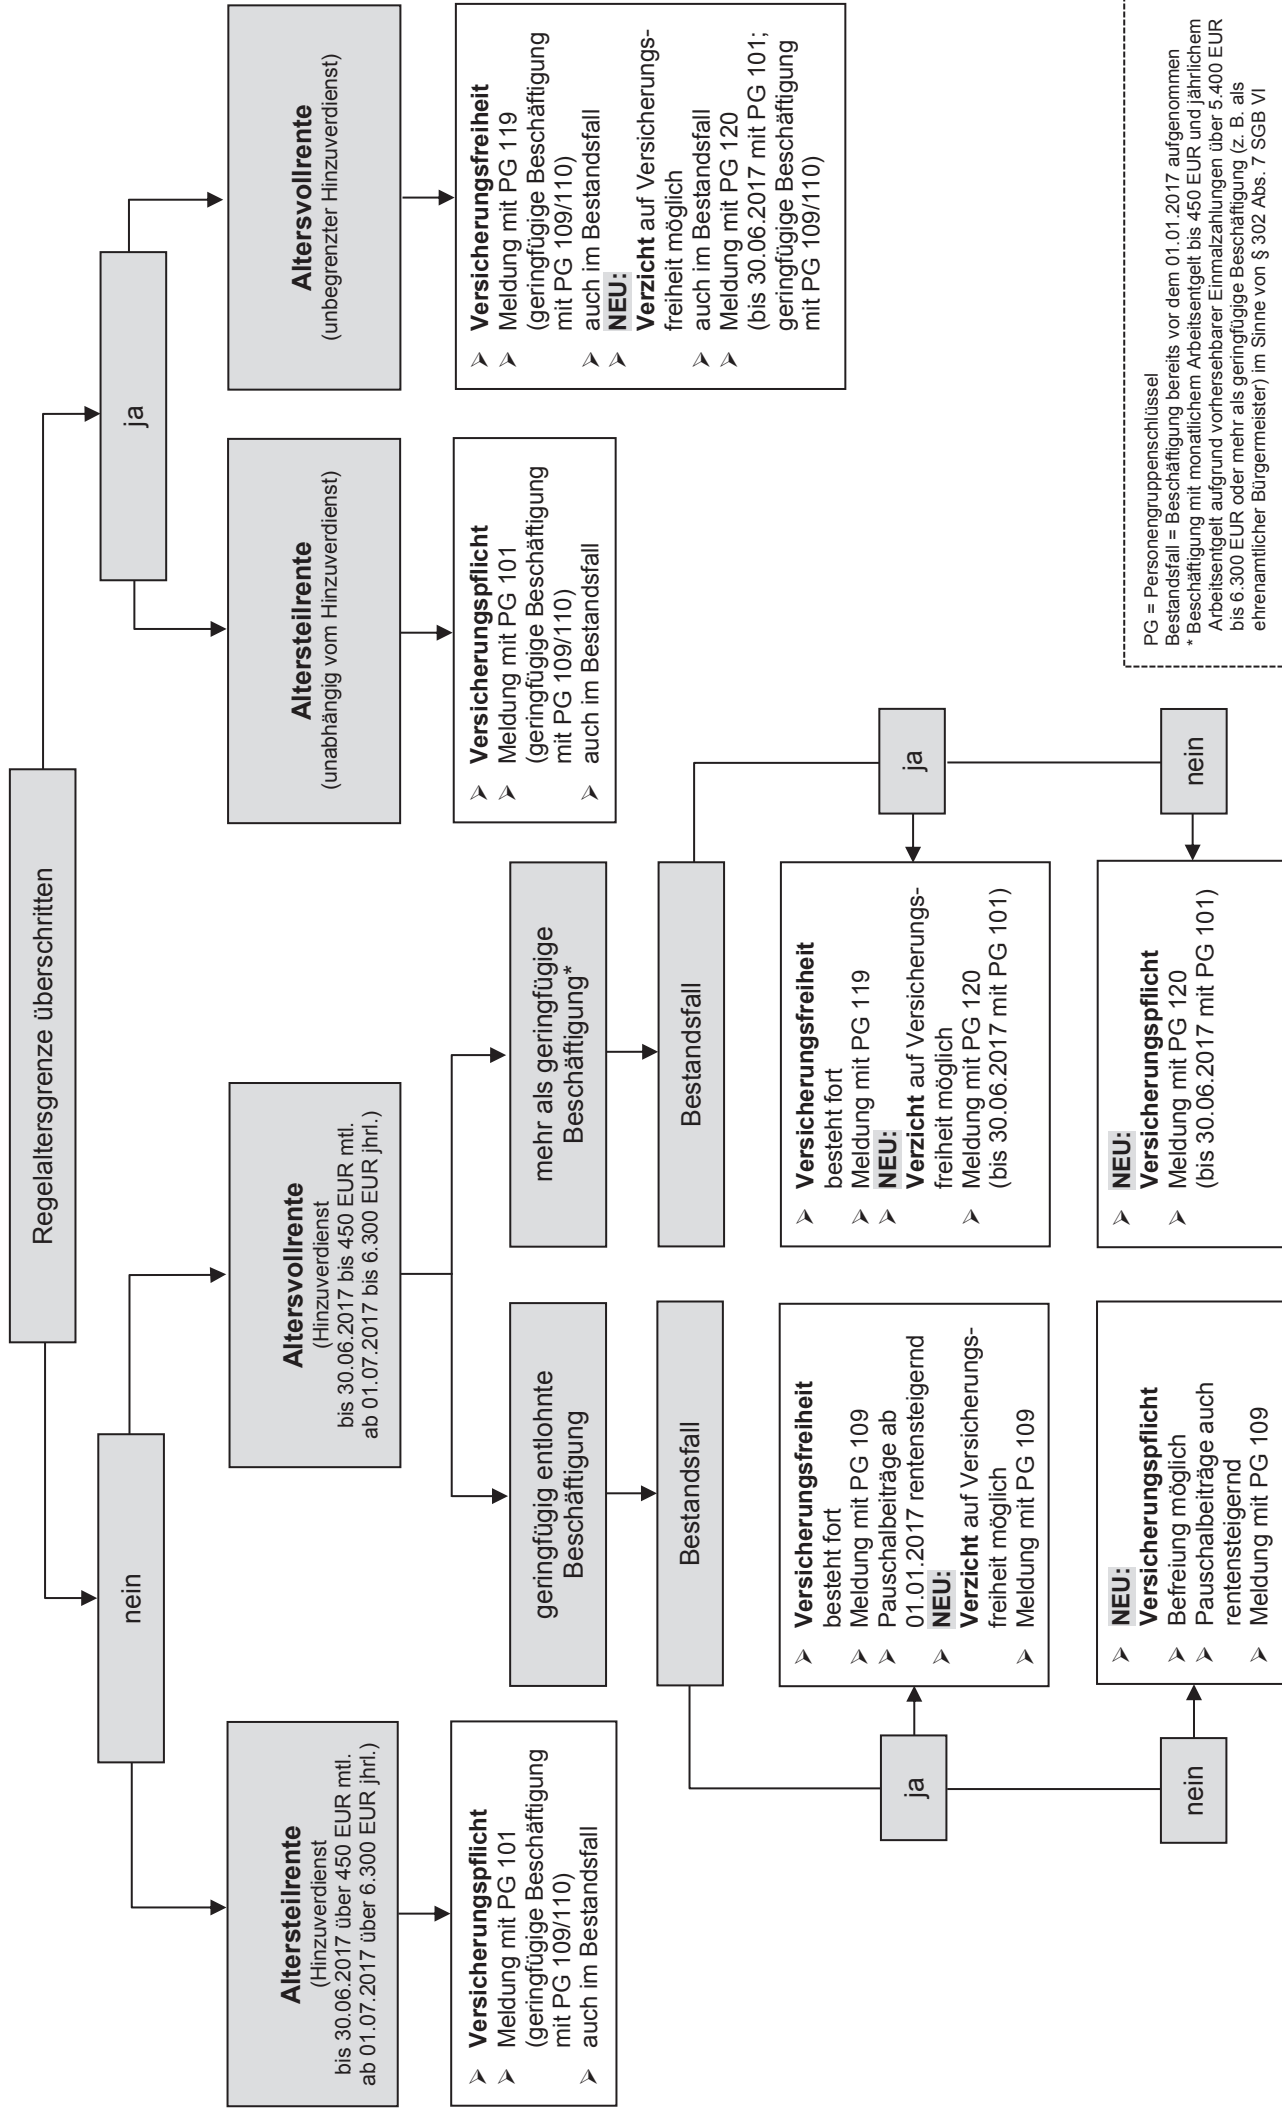 Regelaltersgrenze überschritten
nein
ja
Altersteilrente
(Hinzuverdienst
bis 30.06.2017 über 450 EUR mtl.
ab 01.07.2017 über 6.300 EUR jhrl.)
Altersvollrente
(Hinzuverdienst
bis 30.06.2017 bis 450 EUR mtl.
ab 01.07.2017 bis 6.300 EUR jhrl.)
Altersteilrente
(unabhängig vom Hinzuverdienst)
Altersvollrente
(unbegrenzter Hinzuverdienst)
➢ Versicherungspflicht
➢ Meldung mit PG 101
(geringfügige Beschäftigung
mit PG 109/110)
➢ auch im Bestandsfall
geringfügig entlohnte
Beschäftigung
mehr als geringfügige
Beschäftigung*
➢ Versicherungspflicht
➢ Meldung mit PG 101
(geringfügige Beschäftigung
mit PG 109/110)
➢ auch im Bestandsfall
➢ Versicherungsfreiheit
➢ Meldung mit PG 119
(geringfügige Beschäftigung
mit PG 109/110)
➢ auch im Bestandsfall
➢ NEU:
Verzicht auf Versicherungs-
freiheit möglich
➢ auch im Bestandsfall
➢ Meldung mit PG 120
(bis 30.06.2017 mit PG 101;
geringfügige Beschäftigung
mit PG 109/110)
Bestandsfall
Bestandsfall
ja
➢ Versicherungsfreiheit
besteht fort
➢ Meldung mit PG 109
➢ Pauschalbeiträge ab
01.01.2017 rentensteigernd
➢ NEU:
Verzicht auf Versicherungs-
freiheit möglich
➢ Meldung mit PG 109
➢ Versicherungsfreiheit
besteht fort
➢ Meldung mit PG 119
➢ NEU:
Verzicht auf Versicherungs-
freiheit möglich
➢ Meldung mit PG 120
(bis 30.06.2017 mit PG 101)
ja
nein
➢ NEU:
Versicherungspflicht
➢ Befreiung möglich
➢ Pauschalbeiträge auch
rentensteigernd
➢ Meldung mit PG 109
➢ NEU:
Versicherungspflicht
➢ Meldung mit PG 120
(bis 30.06.2017 mit PG 101)
nein
PG = Personengruppenschlüssel
Bestandsfall = Beschäftigung bereits vor dem 01.01.2017 aufgenommen
* Beschäftigung mit monatlichem Arbeitsentgelt bis 450 EUR und jährlichem
Arbeitsentgelt aufgrund vorhersehbarer Einmalzahlungen über 5.400 EUR
bis 6.300 EUR oder mehr als geringfügige Beschäftigung (z. B. als
ehrenamtlicher Bürgermeister) im Sinne von § 302 Abs. 7 SGB VI